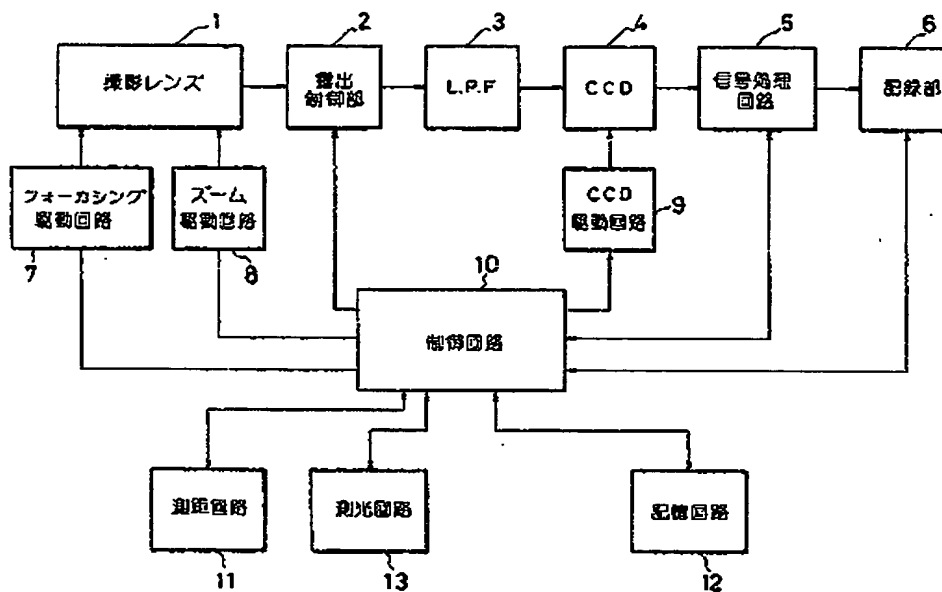 1
2
3
4
5
6
撮影レンズ
露出
制御部
L.P.F
CCD
信号処理
回路
記録部
フォーカシング
駆動回路
ズーム
駆動回路
CCD
駆動回路
9
7
8
10
制御回路
測距回路
測光回路
記憶回路
11
13
12